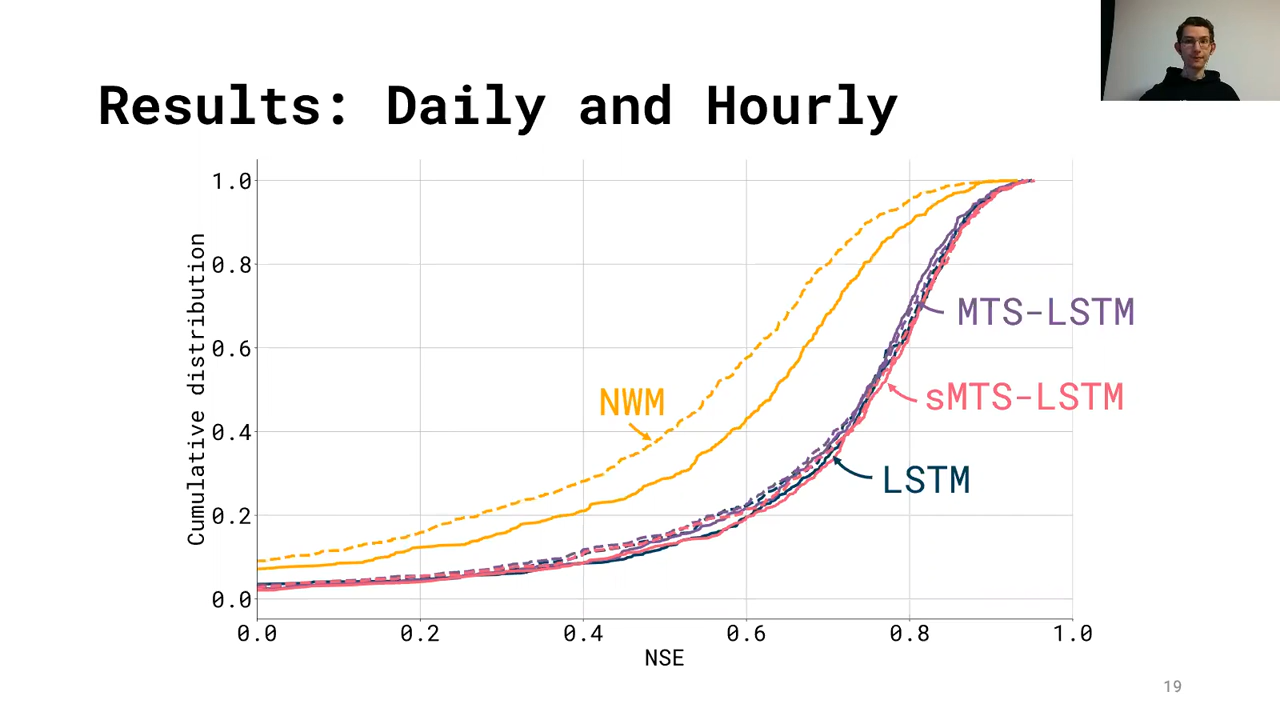 Results: Daily and Hourly
Cumulative distribution
1.0
0.8
0.6
0.4
0.2
0.0
NWM
MTS-LSTM
sMTS-LSTM
LSTM
0.0 0.2 0.4 0.6 0.8 1.0
NSE
19